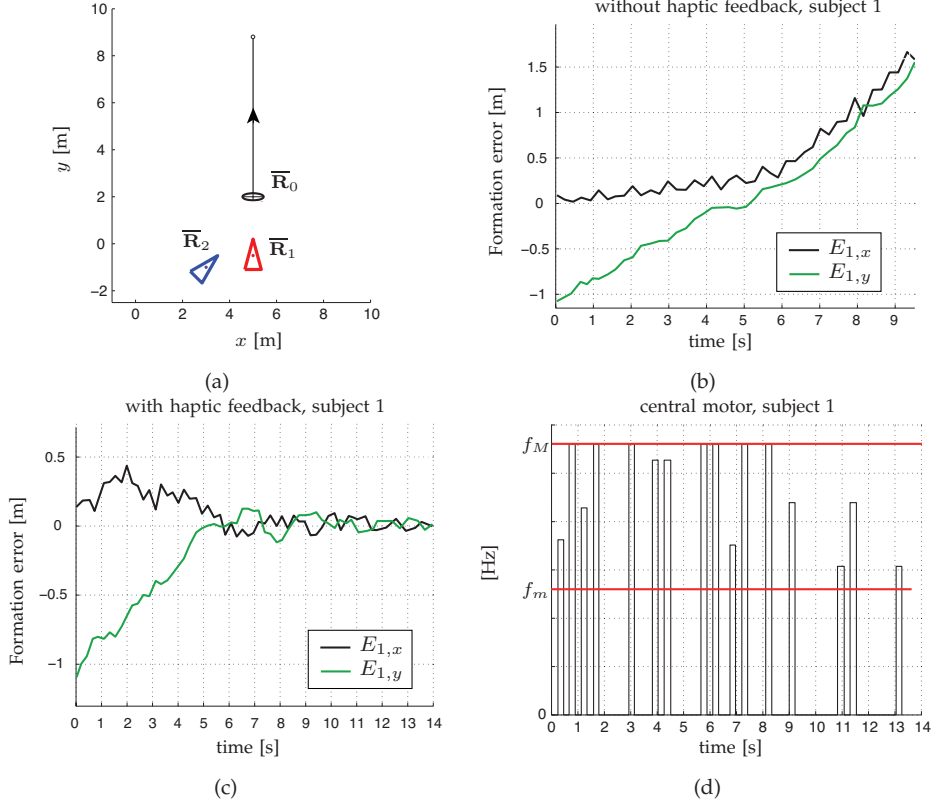 10
8
6
4
2
0
−2
y [m]
R̅₀
R̅₁
R̅₂
0 2 4 6 8 10
x [m]
(a)
without haptic feedback, subject 1
1.5
1
0.5
0
−0.5
−1
Formation error [m]
E₁,ₓ
E₁,y
0 1 2 3 4 5 6 7 8 9
time [s]
(b)
with haptic feedback, subject 1
0.5
0
−0.5
−1
Formation error [m]
E₁,ₓ
E₁,y
0 1 2 3 4 5 6 7 8 9 10 11 12 13 14
time [s]
(c)
central motor, subject 1
f_M
f_m
0
[Hz]
0 1 2 3 4 5 6 7 8 9 10 11 12 13 14
time [s]
(d)